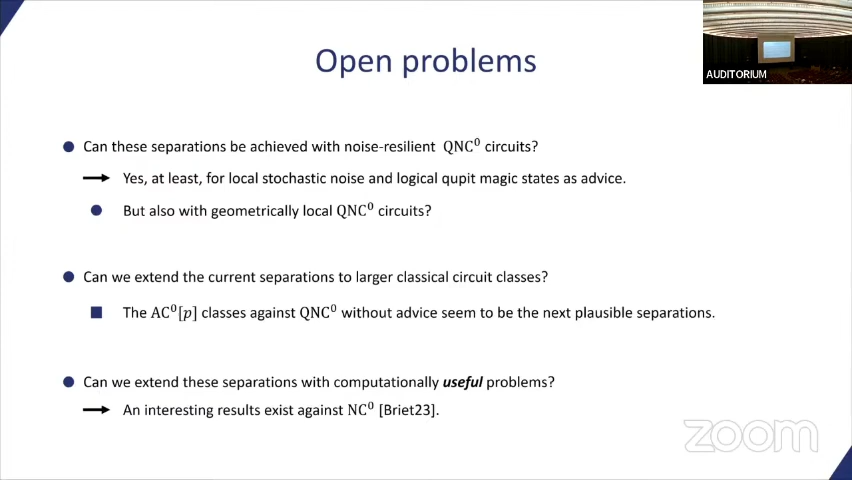 Open problems
AUDITORIUM
Can these separations be achieved with noise-resilient QNC⁰ circuits?
Yes, at least, for local stochastic noise and logical qupit magic states as advice.
But also with geometrically local QNC⁰ circuits?
Can we extend the current separations to larger classical circuit classes?
The AC⁰[p] classes against QNC⁰ without advice seem to be the next plausible separations.
Can we extend these separations with computationally useful problems?
An interesting results exist against NC⁰ [Briet23].
zoom